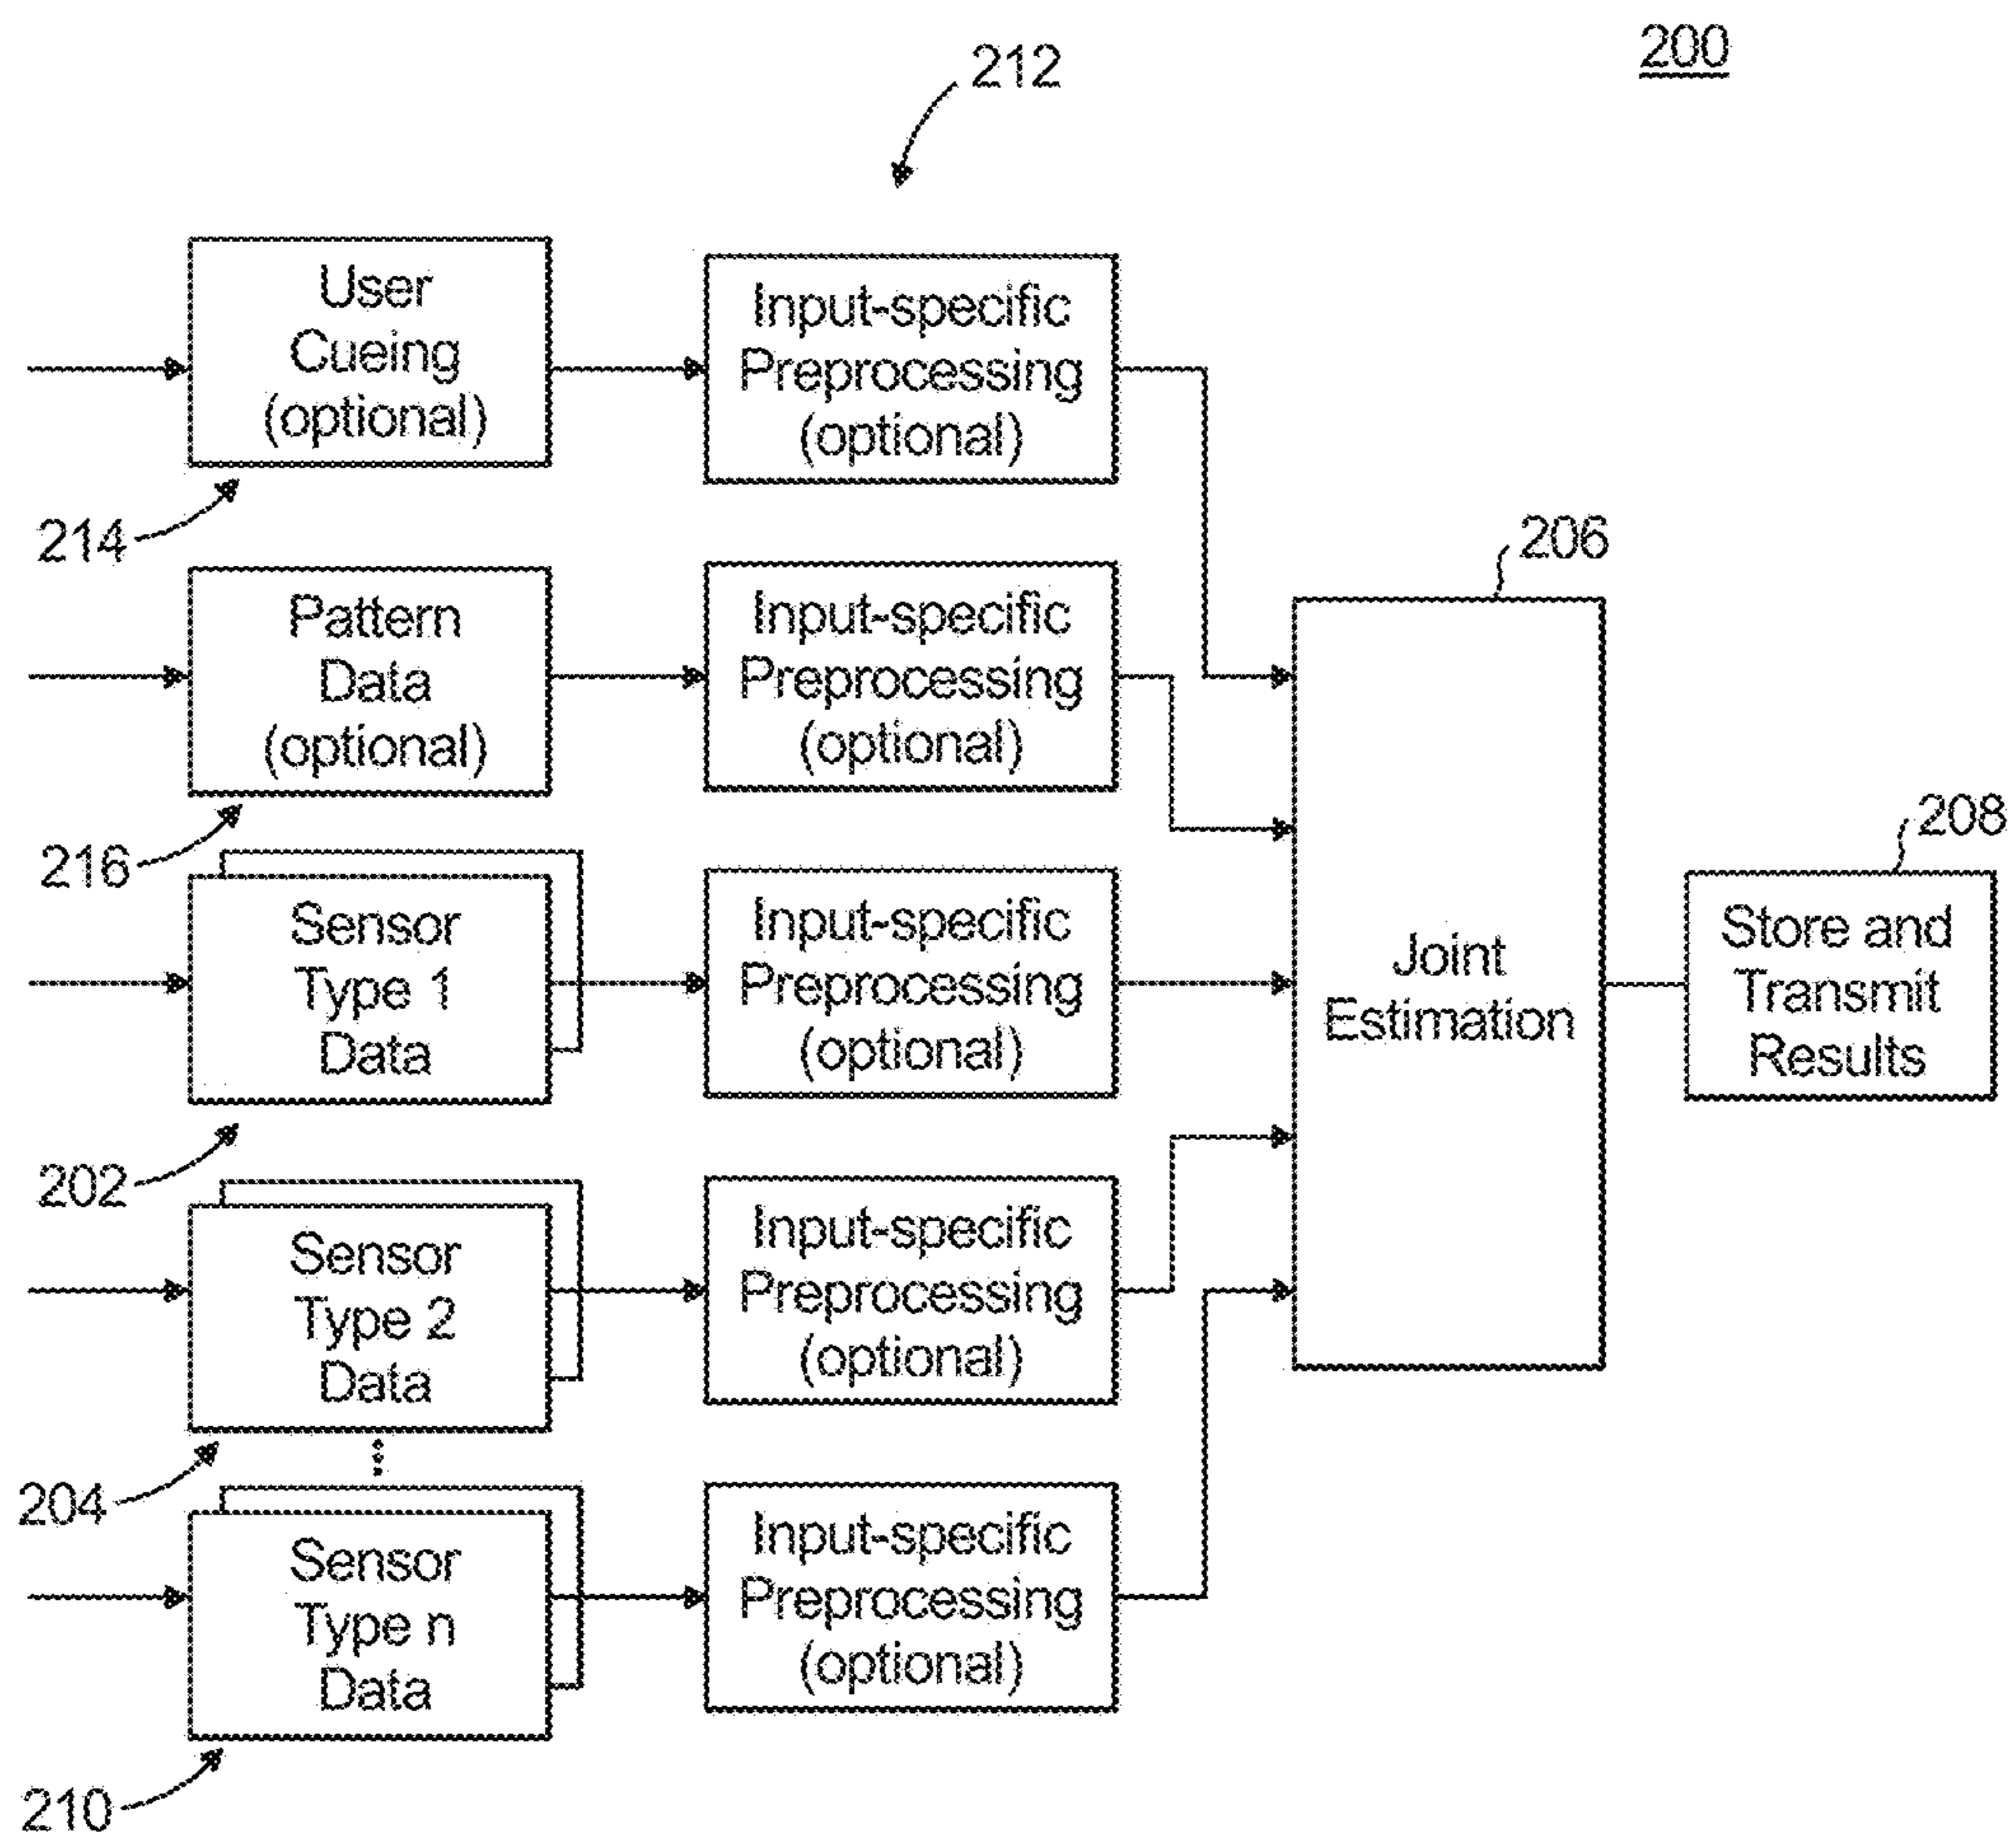 200
212
User
Cueing
(optional)
Input-specific
Preprocessing
(optional)
214
206
Pattern
Data
(optional)
Input-specific
Preprocessing
(optional)
216
208
Sensor
Type 1
Data
Input-specific
Preprocessing
(optional)
Joint
Estimation
Store and
Transmit
Results
202
Sensor
Type 2
Data
Input-specific
Preprocessing
(optional)
204
Sensor
Type n
Data
Input-specific
Preprocessing
(optional)
210